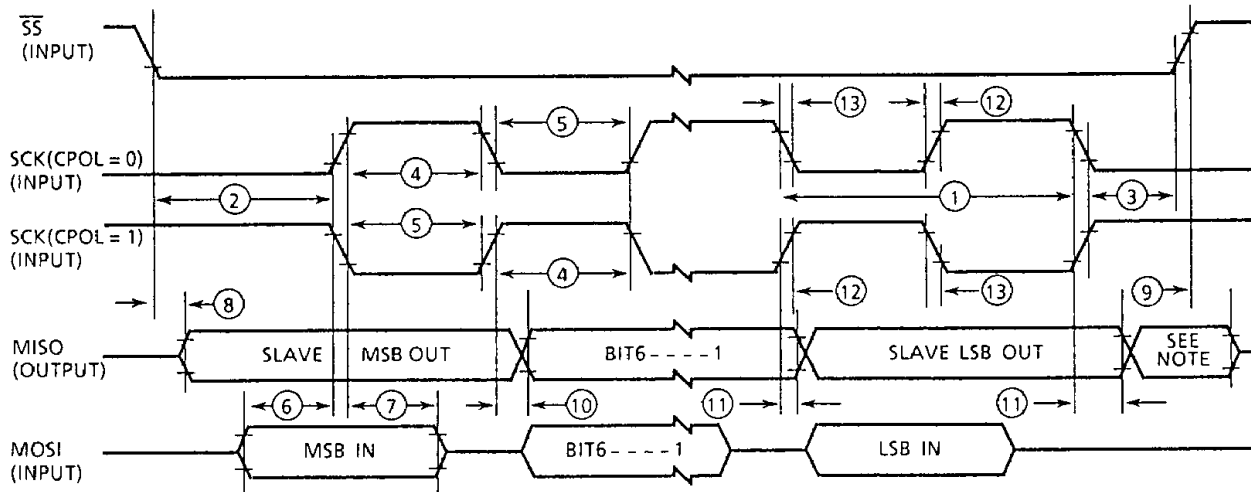 SS
(INPUT)
13
12
5
SCK(CPOL = 0)
(INPUT)
4
2
1
3
5
SCK(CPOL = 1)
(INPUT)
4
12
13
8
9
MISO
(OUTPUT)
SLAVE MSB OUT
BIT6 - - - - 1
SLAVE LSB OUT
SEE
NOTE
6
7
10
11
11
MOSI
(INPUT)
MSB IN
BIT6 - - - - 1
LSB IN